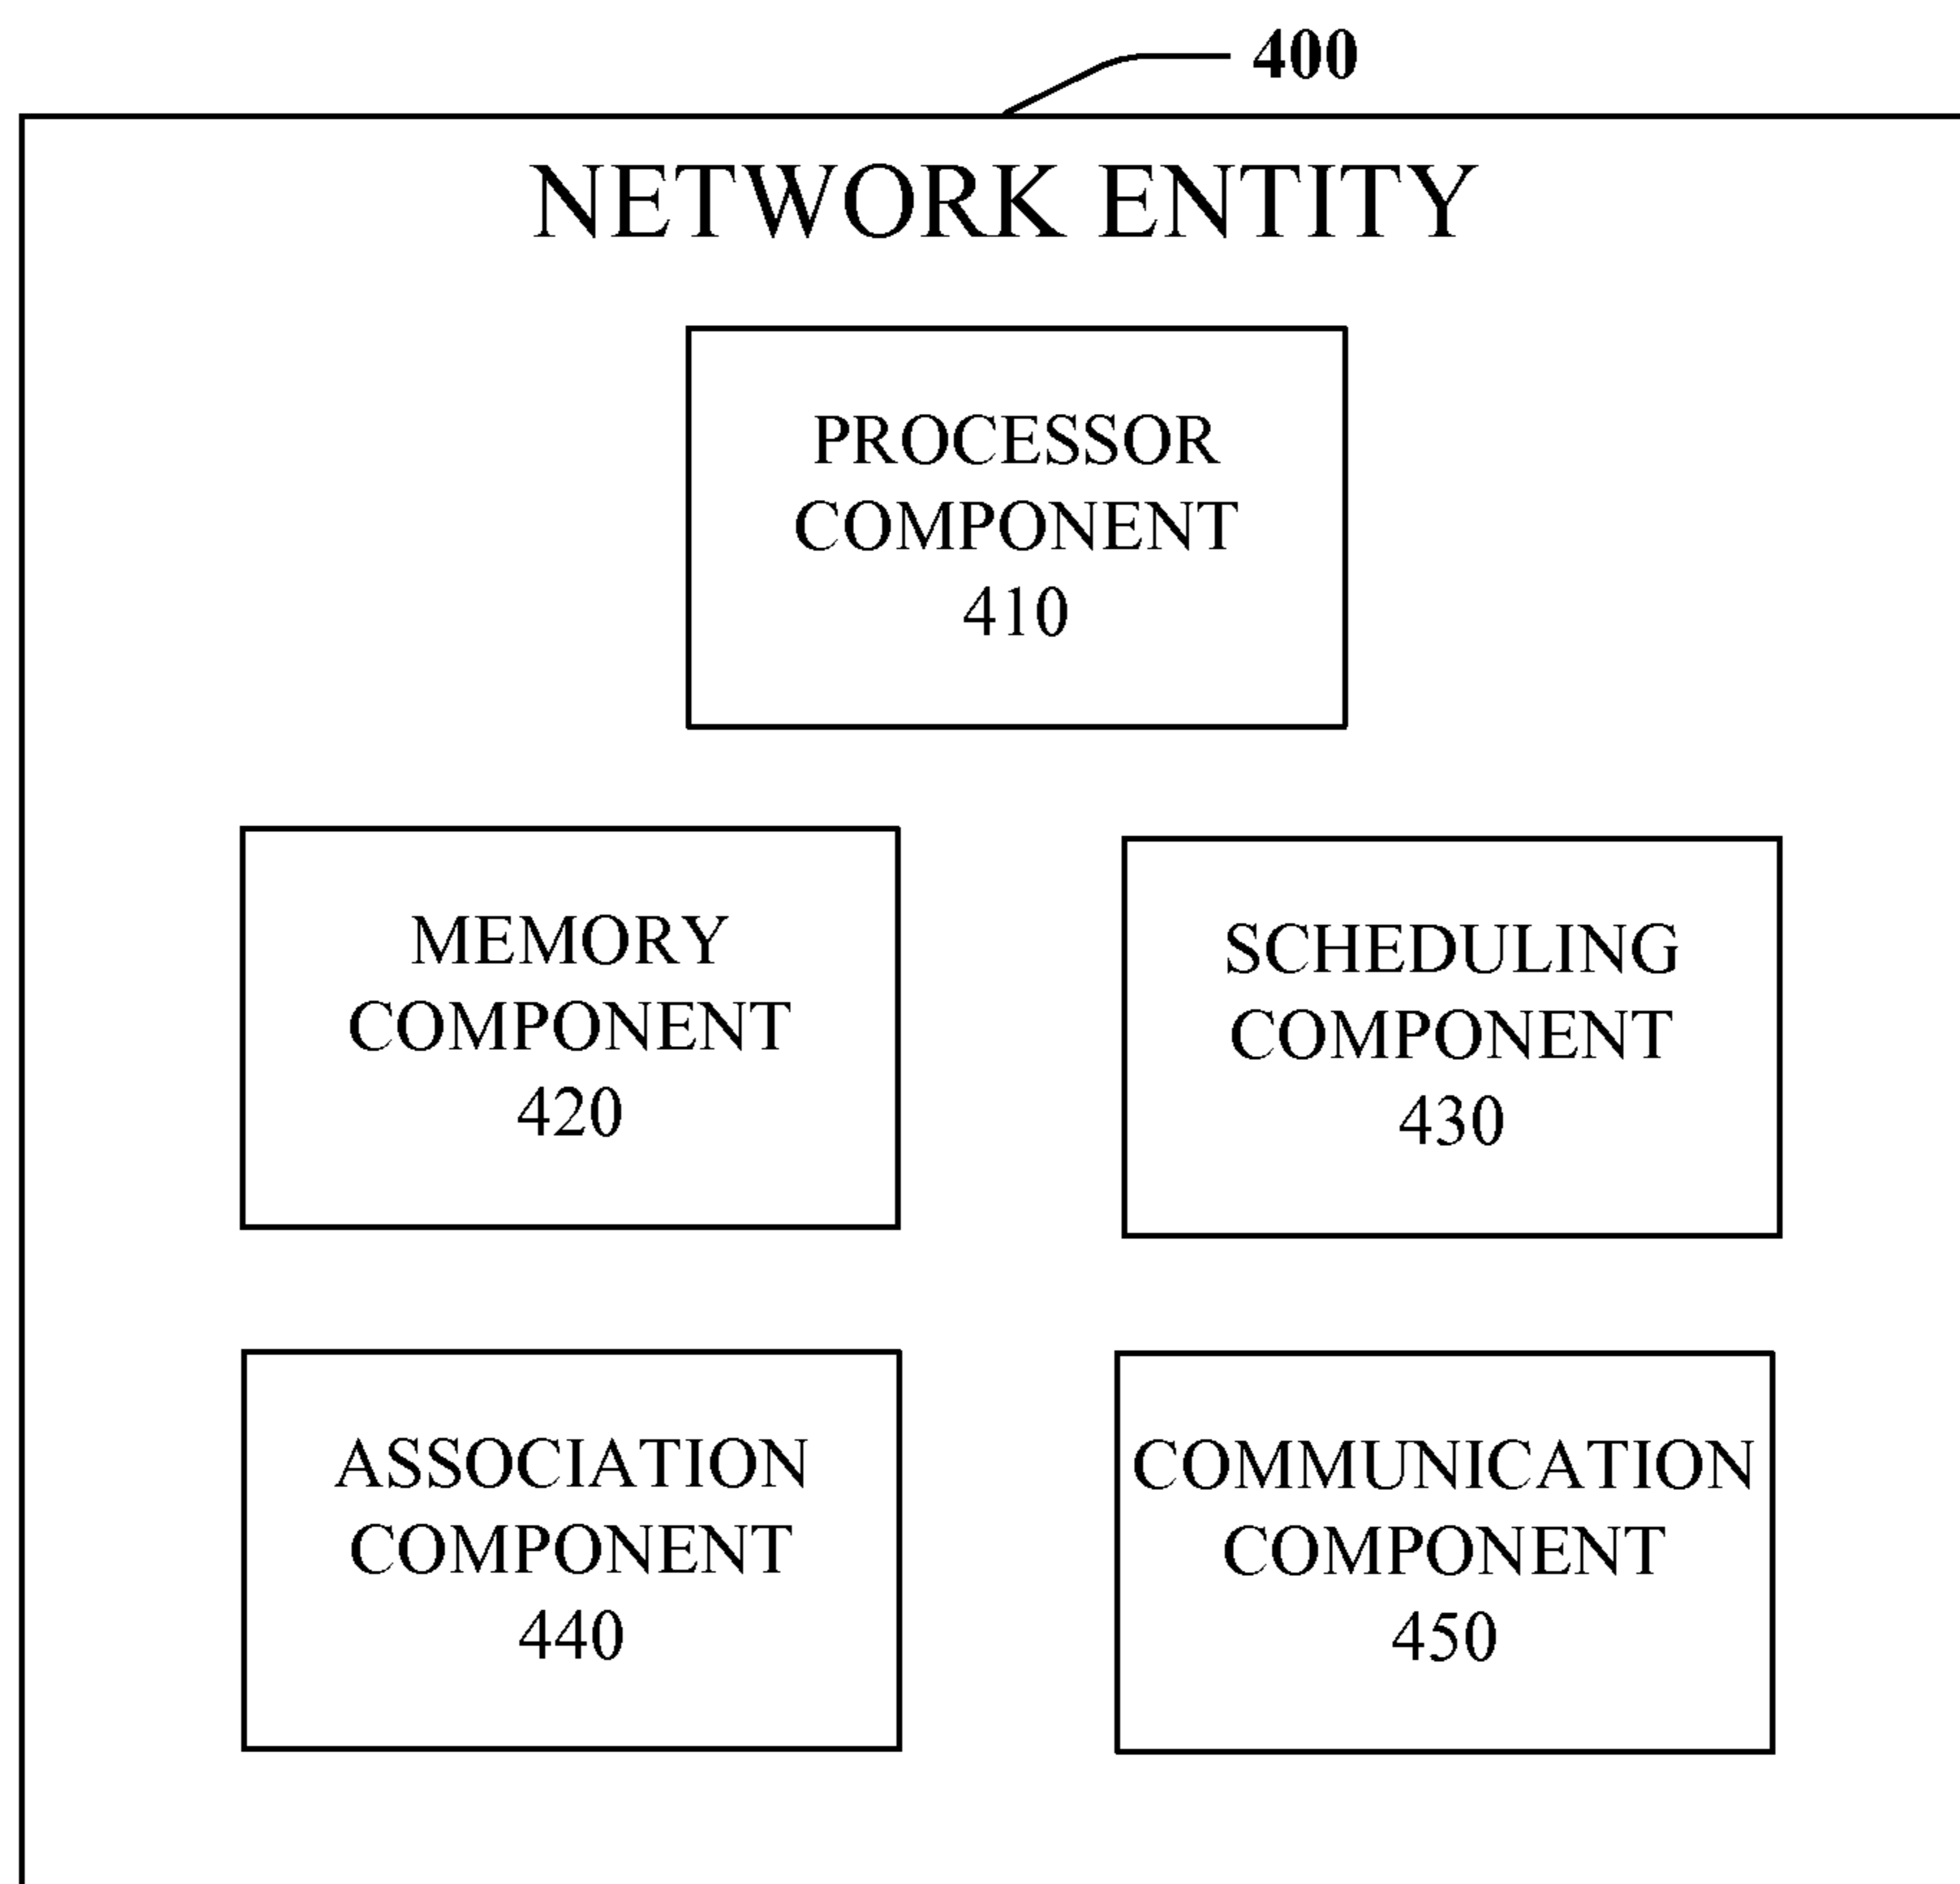 400
NETWORK ENTITY
PROCESSOR
COMPONENT
410
MEMORY
COMPONENT
420
SCHEDULING
COMPONENT
430
ASSOCIATION
COMPONENT
440
COMMUNICATION
COMPONENT
450